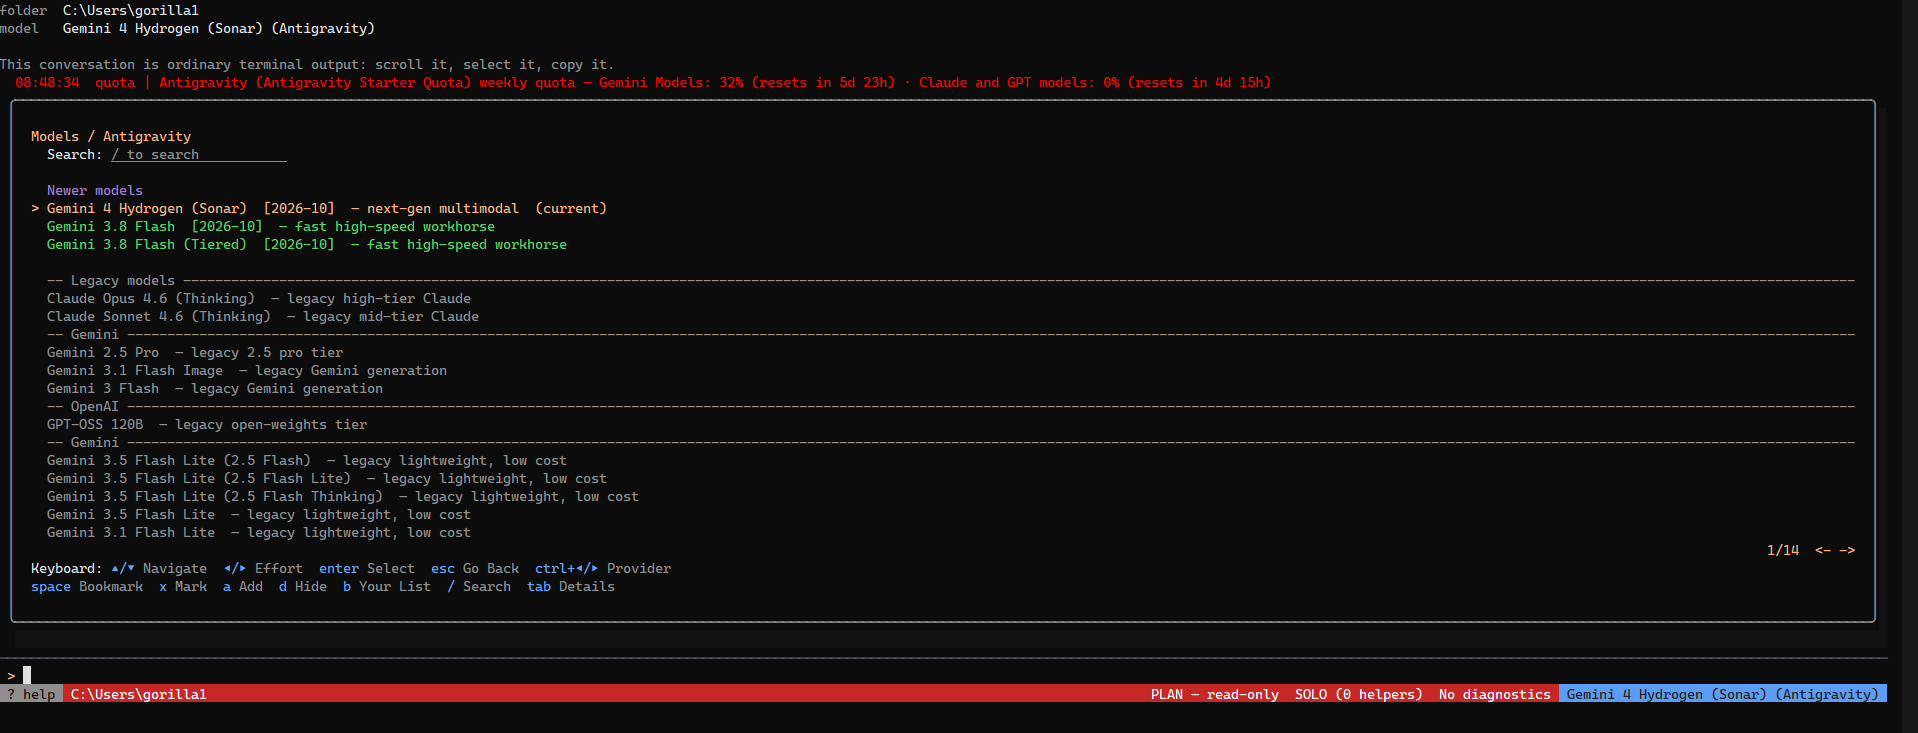 folder  C:\Users\gorilla1
model   Gemini 4 Hydrogen (Sonar) (Antigravity)
This conversation is ordinary terminal output: scroll it, select it, copy it.
08:48:34  quota | Antigravity (Antigravity Starter Quota) weekly quota — Gemini Models: 32% (resets in 5d 23h) · Claude and GPT models: 0% (resets in 4d 15h)
Models / Antigravity
Search: / to search
Newer models
> Gemini 4 Hydrogen (Sonar)  [2026-10]  — next-gen multimodal  (current)
Gemini 3.8 Flash  [2026-10]  — fast high-speed workhorse
Gemini 3.8 Flash (Tiered)  [2026-10]  — fast high-speed workhorse
-- Legacy models
Claude Opus 4.6 (Thinking)  — legacy high-tier Claude
Claude Sonnet 4.6 (Thinking)  — legacy mid-tier Claude
-- Gemini
Gemini 2.5 Pro  — legacy 2.5 pro tier
Gemini 3.1 Flash Image  — legacy Gemini generation
Gemini 3 Flash  — legacy Gemini generation
-- OpenAI
GPT-OSS 120B  — legacy open-weights tier
-- Gemini
Gemini 3.5 Flash Lite (2.5 Flash)  — legacy lightweight, low cost
Gemini 3.5 Flash Lite (2.5 Flash Lite)  — legacy lightweight, low cost
Gemini 3.5 Flash Lite (2.5 Flash Thinking)  — legacy lightweight, low cost
Gemini 3.5 Flash Lite  — legacy lightweight, low cost
Gemini 3.1 Flash Lite  — legacy lightweight, low cost
1/14  <- ->
Keyboard: ▲/▼ Navigate  ◄/► Effort  enter Select  esc Go Back  ctrl+◄/► Provider
space Bookmark  x Mark  a Add  d Hide  b Your List  / Search  tab Details
>
? help  C:\Users\gorilla1  PLAN — read-only  SOLO (0 helpers)  No diagnostics  Gemini 4 Hydrogen (Sonar) (Antigravity)